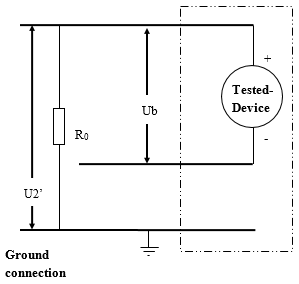 +
Tested-
Device
Ub
R0
-
U2'
Ground
connection